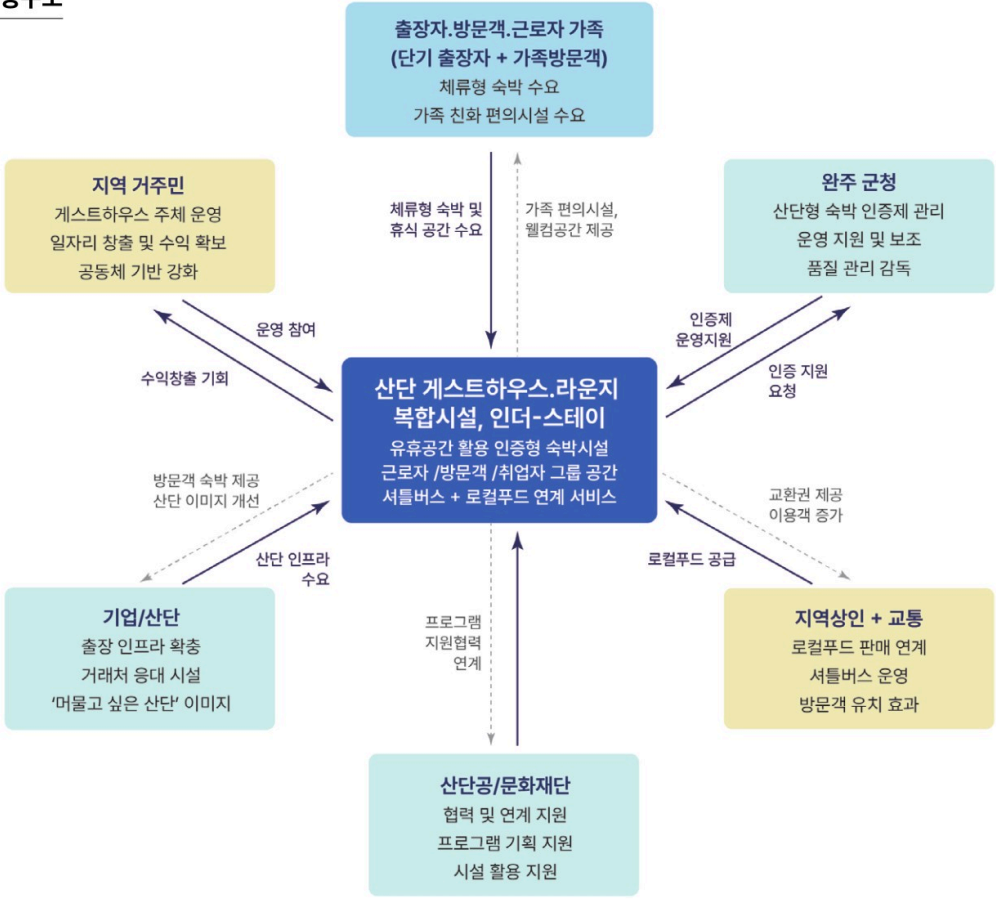 출장자.방문객.근로자 가족
(단기 출장자 + 가족방문객)
체류형 숙박 수요
가족 친화 편의시설 수요
지역 거주민
게스트하우스 주체 운영
일자리 창출 및 수익 확보
공동체 기반 강화
완주 군청
산단형 숙박 인증제 관리
운영 지원 및 보조
품질 관리 감독
체류형 숙박 및
휴식 공간 수요
가족 편의시설,
웰컴공간 제공
운영 참여
수익창출 기회
인증제
운영지원
인증 지원
요청
산단 게스트하우스.라운지
복합시설, 인더-스테이
유휴공간 활용 인증형 숙박시설
근로자 /방문객 /취업자 그룹 공간
셔틀버스 + 로컬푸드 연계 서비스
방문객 숙박 제공
산단 이미지 개선
산단 인프라
수요
교환권 제공
이용객 증가
로컬푸드 공급
프로그램
지원협력
연계
기업/산단
출장 인프라 확충
거래처 응대 시설
‘머물고 싶은 산단’ 이미지
지역상인 + 교통
로컬푸드 판매 연계
셔틀버스 운영
방문객 유치 효과
산단공/문화재단
협력 및 연계 지원
프로그램 기획 지원
시설 활용 지원